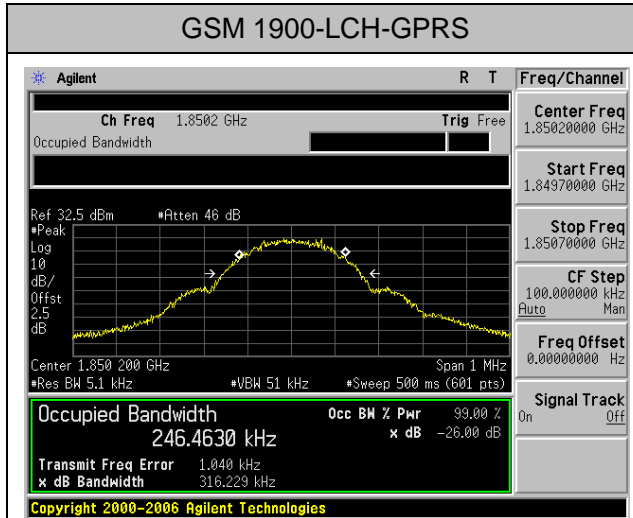 GSM 1900-LCH-GPRS
Agilent R T Freq/Channel
Ch Freq 1.8502 GHz Trig Free
Occupied Bandwidth
Center Freq
1.85020000 GHz
Start Freq
1.84970000 GHz
Stop Freq
1.85070000 GHz
CF Step
100.000000 kHz
Auto Man
Freq Offset
0.00000000 Hz
Signal Track
On Off
Ref 32.5 dBm #Atten 46 dB
#Peak
Log
10
dB/
Offst
2.5
dB
Center 1.850 200 GHz Span 1 MHz
#Res BW 5.1 kHz #VBW 51 kHz #Sweep 500 ms (601 pts)
Occupied Bandwidth Occ BW % Pwr 99.00 %
246.4630 kHz x dB -26.00 dB
Transmit Freq Error 1.040 kHz
x dB Bandwidth 316.229 kHz
Copyright 2000-2006 Agilent Technologies